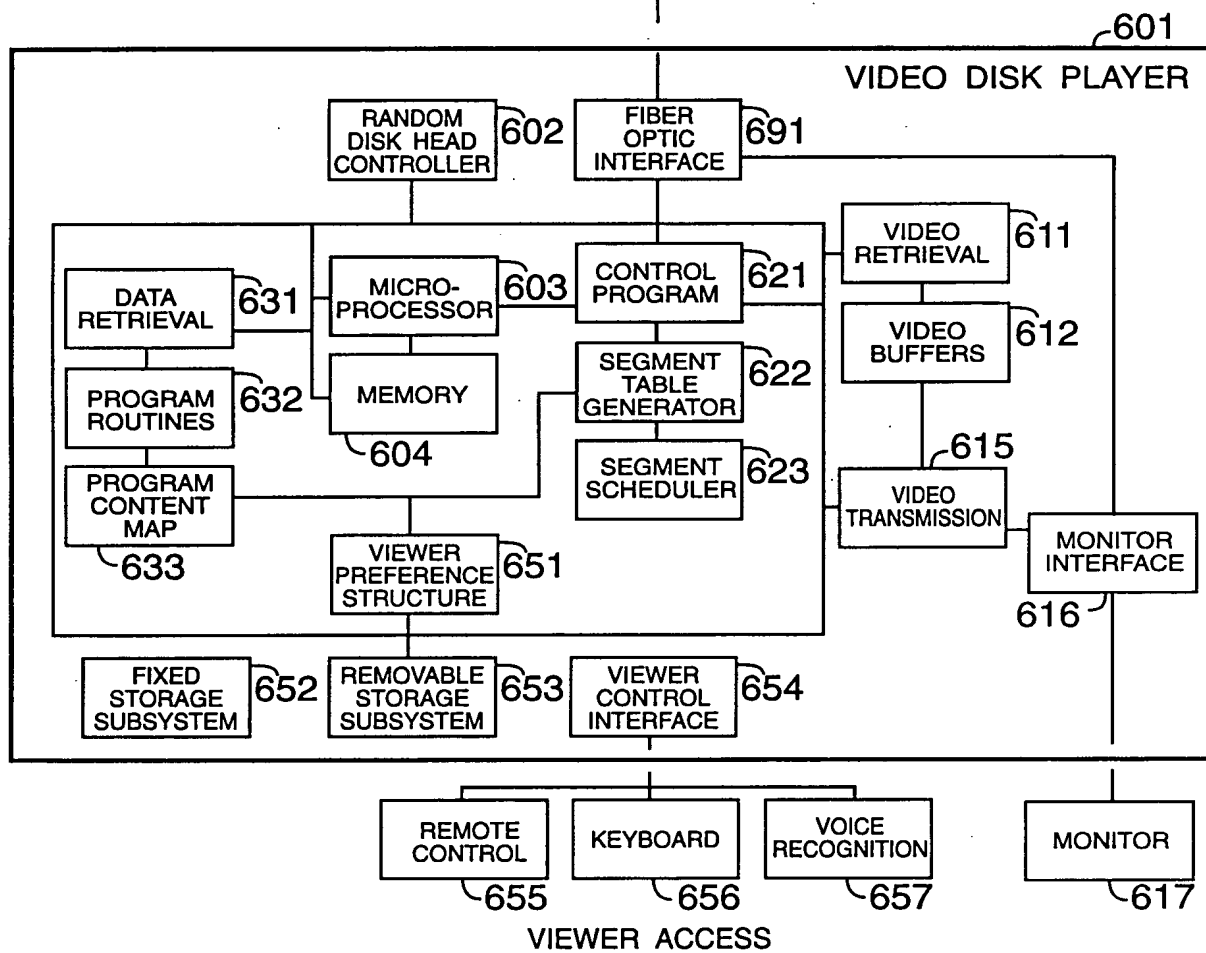 601
VIDEO DISK PLAYER
RANDOM
DISK HEAD
CONTROLLER
602
FIBER
OPTIC
INTERFACE
691
DATA
RETRIEVAL
631
MICRO-
PROCESSOR
603
CONTROL
PROGRAM
621
VIDEO
RETRIEVAL
611
PROGRAM
ROUTINES
632
MEMORY
604
SEGMENT
TABLE
GENERATOR
622
VIDEO
BUFFERS
612
PROGRAM
CONTENT
MAP
633
SEGMENT
SCHEDULER
623
615
VIDEO
TRANSMISSION
VIEWER
PREFERENCE
STRUCTURE
651
MONITOR
INTERFACE
616
FIXED
STORAGE
SUBSYSTEM
652
REMOVABLE
STORAGE
SUBSYSTEM
653
VIEWER
CONTROL
INTERFACE
654
REMOTE
CONTROL
655
KEYBOARD
656
VOICE
RECOGNITION
657
MONITOR
617
VIEWER ACCESS